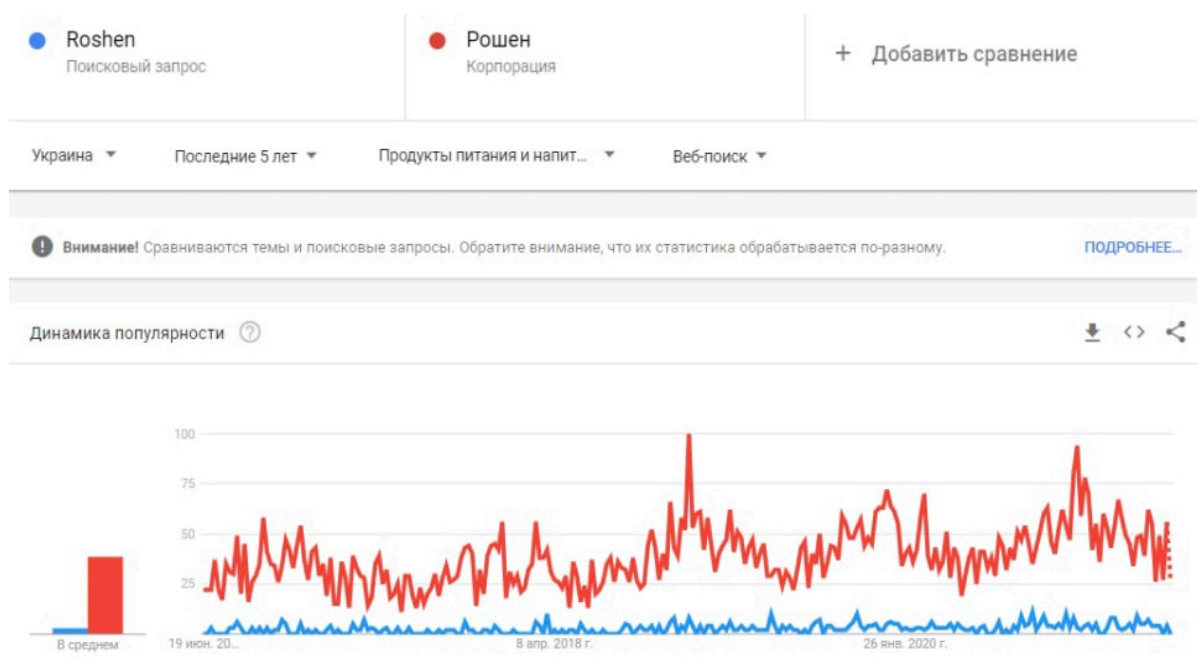 Roshen
Поисковый запрос
Рошен
Корпорация
+ Добавить сравнение
Украина
Последние 5 лет
Продукты питания и напит...
Веб-поиск
Внимание! Сравниваются темы и поисковые запросы. Обратите внимание, что их статистика обрабатывается по-разному.
ПОДРОБНЕЕ...
Динамика популярности
100
75
50
25
В среднем
19 июн. 20...
8 апр. 2018 г.
26 янв. 2020 г.